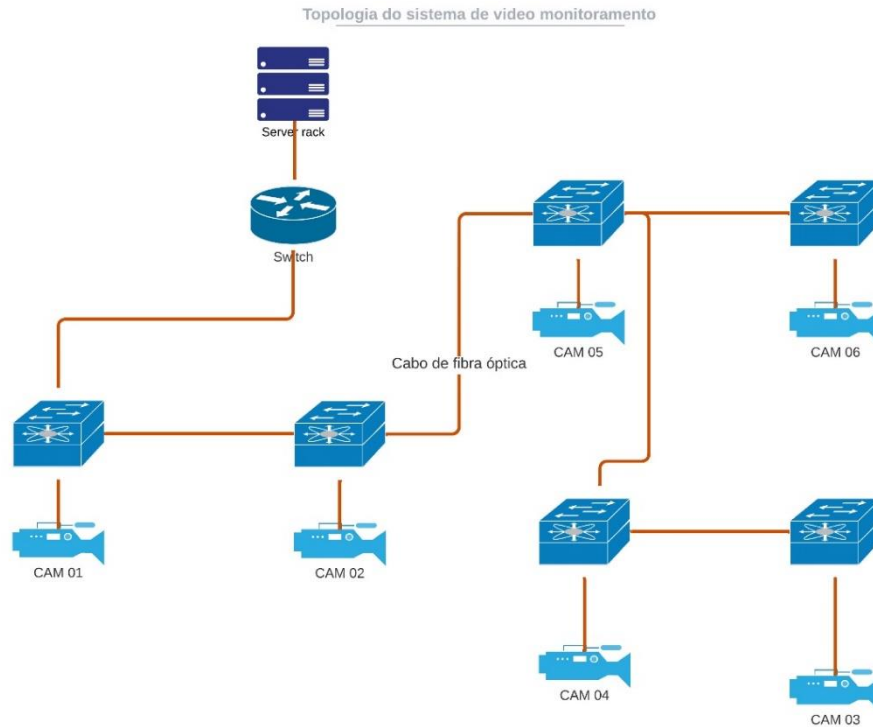 Topologia do sistema de video monitoramento
Server rack
Switch
CAM 05
CAM 06
Cabo de fibra óptica
CAM 01
CAM 02
CAM 04
CAM 03